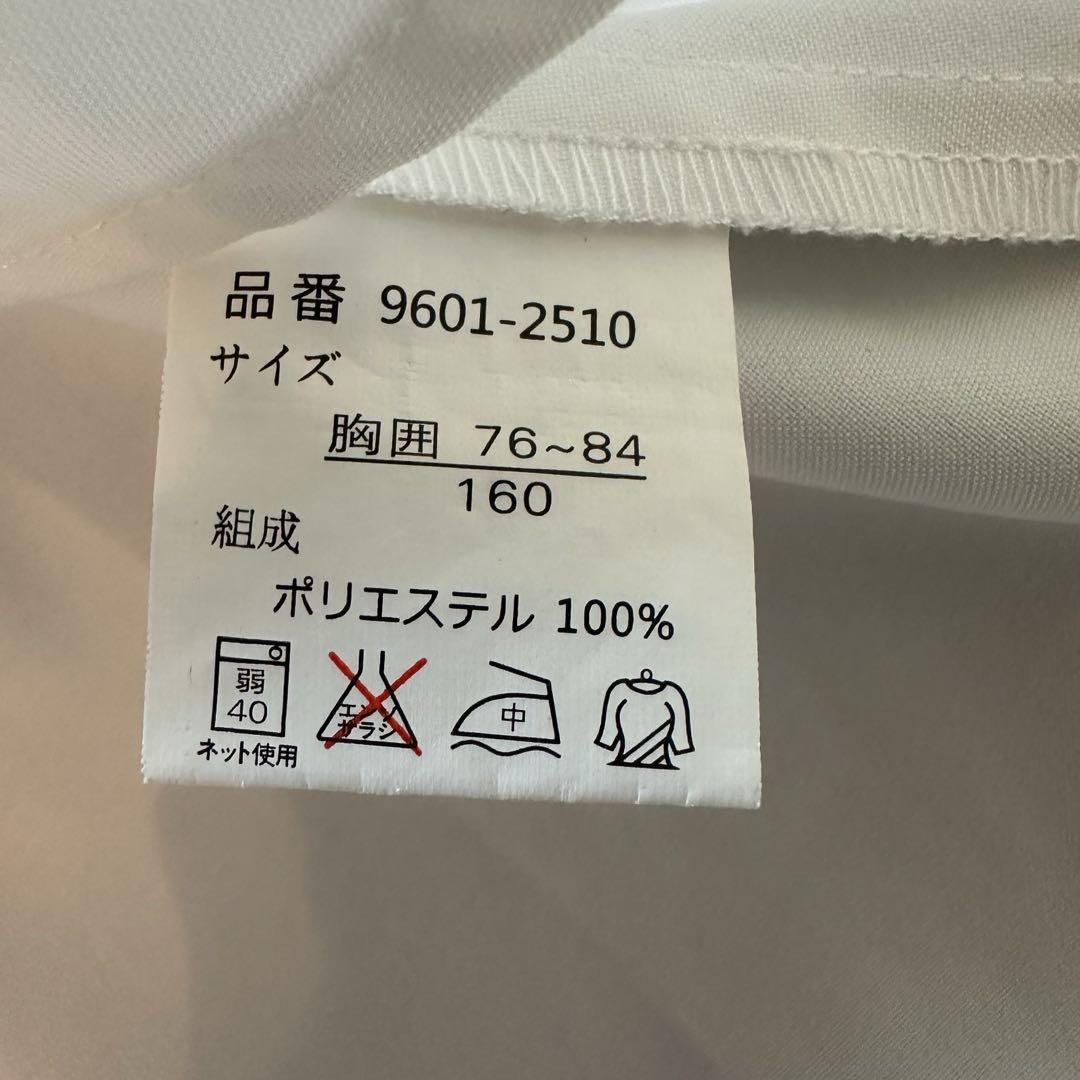 品番 9601-2510
サイズ
胸囲 76~84
160
組成
ポリエステル 100%
弱
40
ネット使用
エンソ
サラシ
中